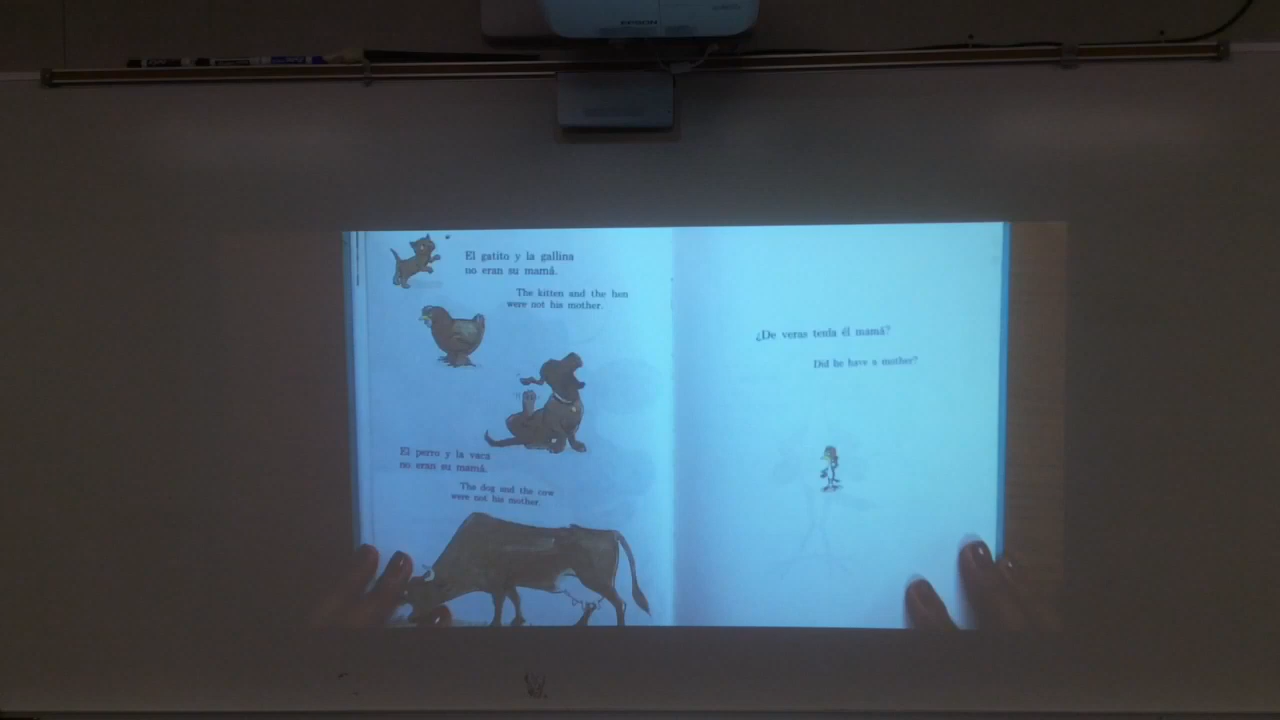 El gatito y la gallina
no eran su mamá.
The kitten and the hen
were not his mother.
El perro y la vaca
no eran su mamá.
The dog and the cow
were not his mother.
¿De veras tenía él mamá?
Did he have a mother?